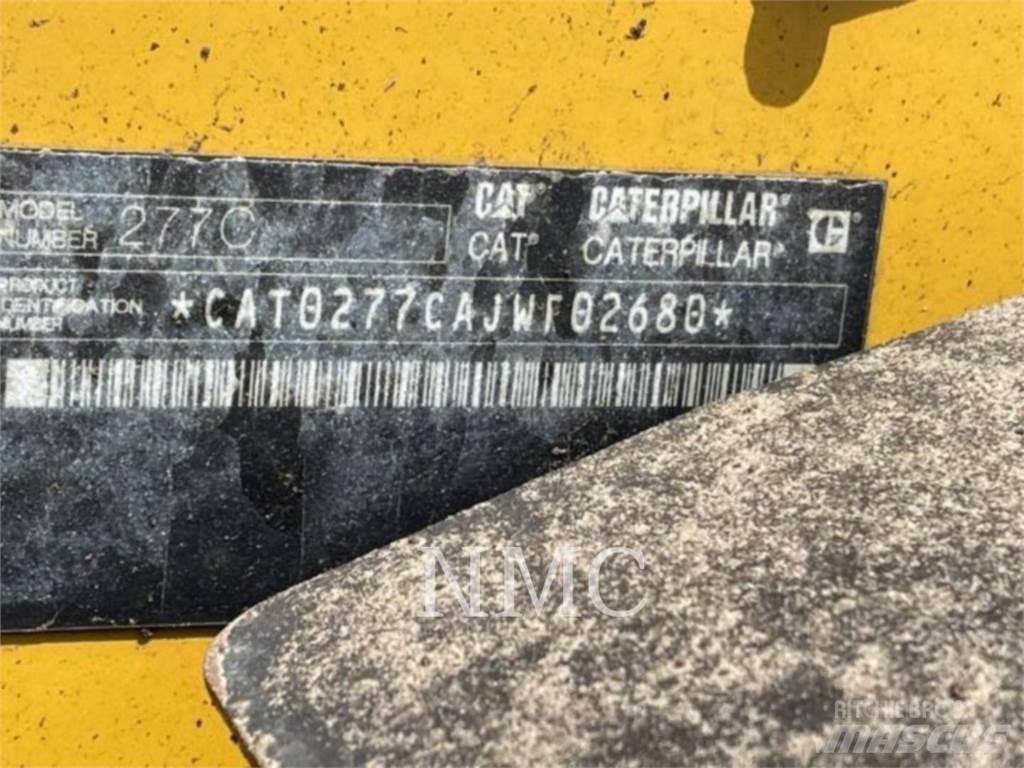 MODEL
NUMBER 277C
CAT® CATERPILLAR®
CAT® CATERPILLAR®
PRODUCT
IDENTIFICATION
NUMBER *CAT0277CAJWF02680*
NMC
RITCHIE BROS
MASCUS